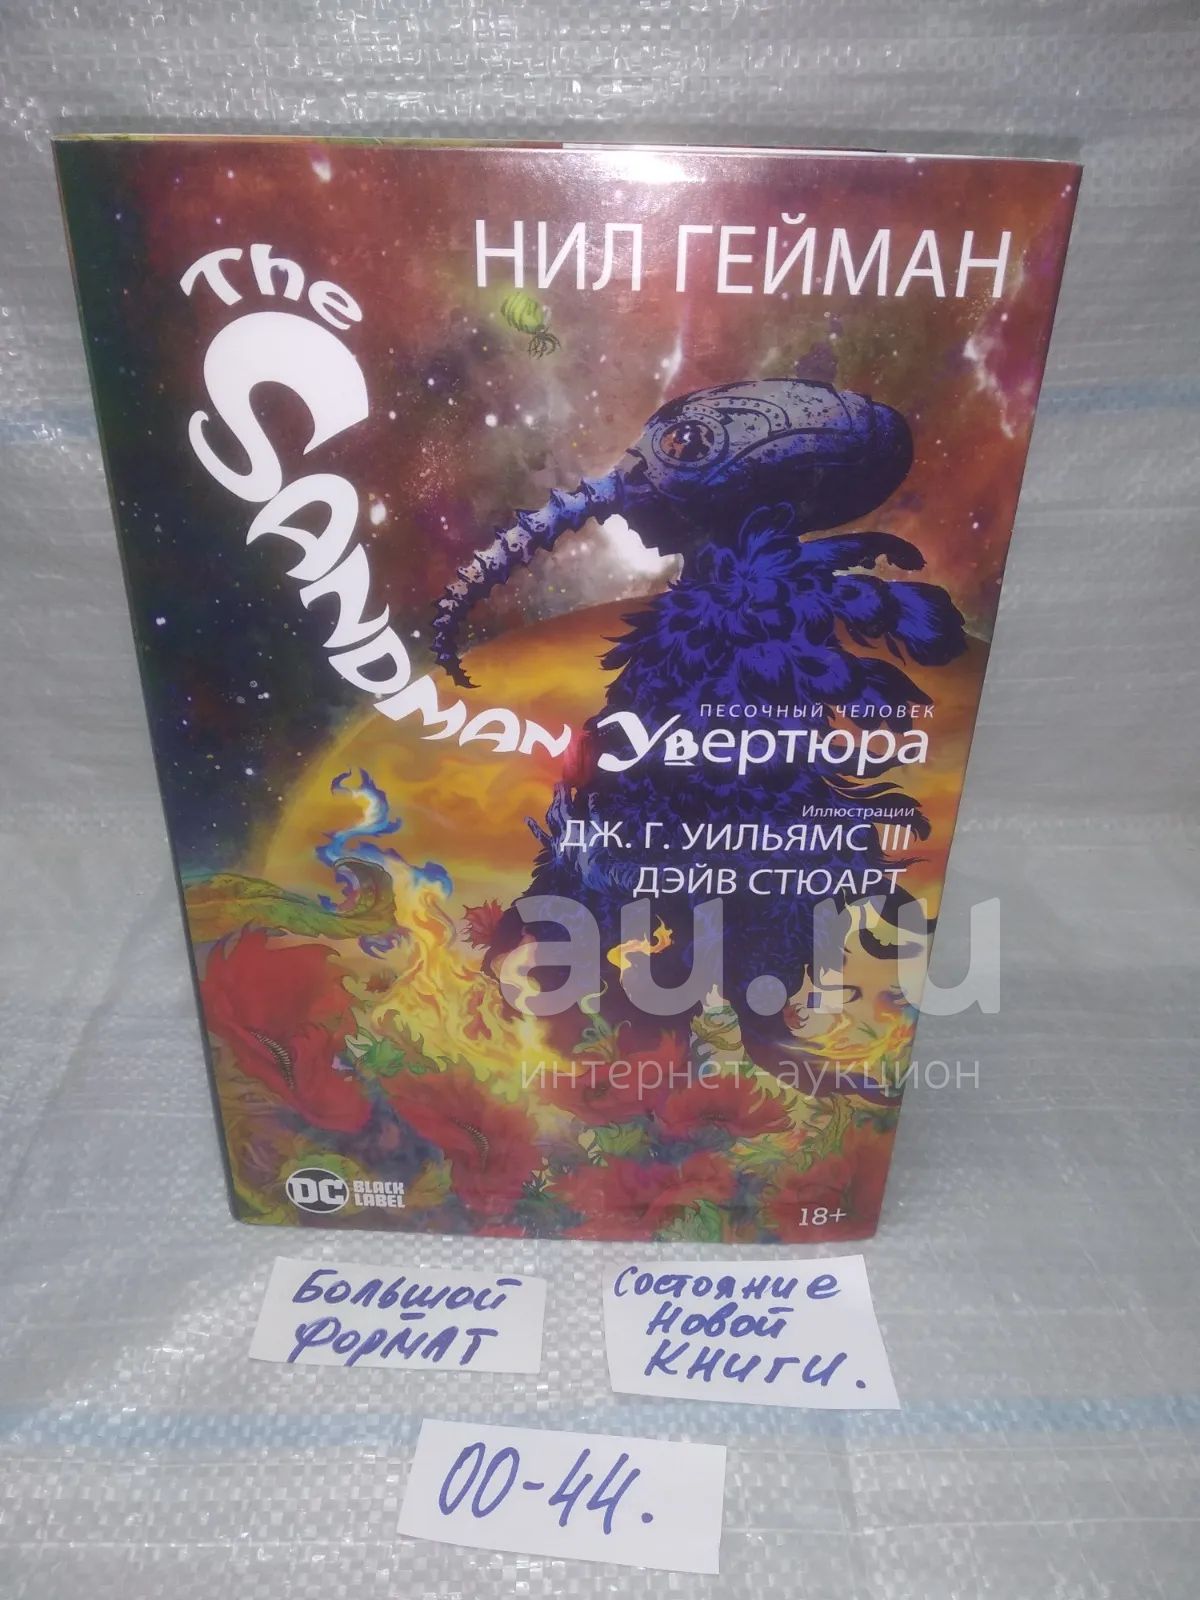 НИЛ ГЕЙМАН
The
SANDMAN
ПЕСОЧНЫЙ ЧЕЛОВЕК
Увертюра
Иллюстрации
ДЖ. Г. УИЛЬЯМС III
ДЭЙВ СТЮАРТ
au.ru
интернет-аукцион
DC BLACK
LABEL
18+
БОЛЬШОЙ
ФОРМАТ
Состояние
Новой
Книги.
00-44.